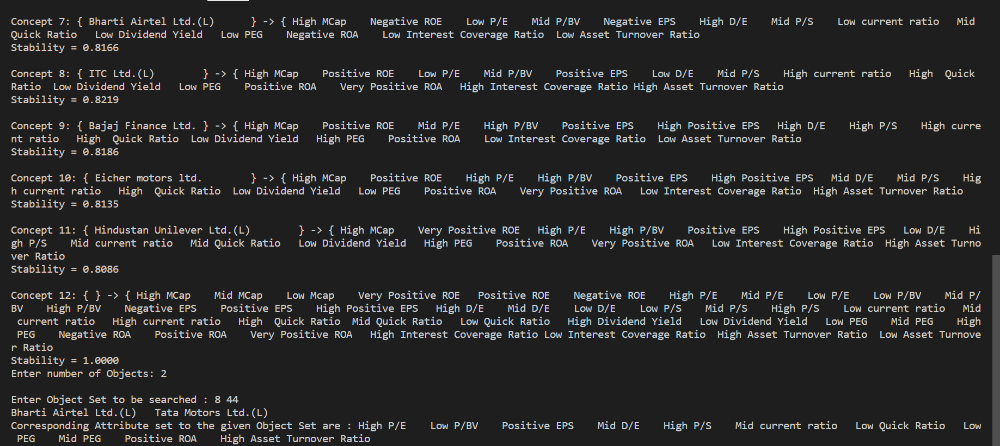 Concept 7: { Bharti Airtel Ltd.(L)      } -> { High MCap    Negative ROE    Low P/E    Mid P/BV    Negative EPS    High D/E    Mid P/S    Low current ratio   Mid
Quick Ratio   Low Dividend Yield   Low PEG    Negative ROA    Low Interest Coverage Ratio  Low Asset Turnover Ratio
Stability = 0.8166
Concept 8: { ITC Ltd.(L)        } -> { High MCap    Positive ROE    Low P/E    Mid P/BV    Positive EPS    Low D/E    Mid P/S    High current ratio   High  Quick
Ratio  Low Dividend Yield   Low PEG    Positive ROA    Very Positive ROA   High Interest Coverage Ratio High Asset Turnover Ratio
Stability = 0.8219
Concept 9: { Bajaj Finance Ltd. } -> { High MCap    Positive ROE    Mid P/E    High P/BV    Positive EPS    High Positive EPS   High D/E    High P/S    High curre
nt ratio   High  Quick Ratio  Low Dividend Yield   High PEG    Positive ROA    Low Interest Coverage Ratio  Low Asset Turnover Ratio
Stability = 0.8186
Concept 10: { Eicher motors ltd.        } -> { High MCap    Positive ROE    High P/E    High P/BV    Positive EPS    High Positive EPS   Mid D/E    Mid P/S    Hig
h current ratio   High  Quick Ratio  Low Dividend Yield   Low PEG    Positive ROA    Very Positive ROA   Low Interest Coverage Ratio  High Asset Turnover Ratio
Stability = 0.8135
Concept 11: { Hindustan Unilever Ltd.(L)        } -> { High MCap    Very Positive ROE   High P/E    High P/BV    Positive EPS    High Positive EPS   Low D/E    Hi
gh P/S    Mid current ratio   Mid Quick Ratio   Low Dividend Yield   High PEG    Positive ROA    Very Positive ROA   Low Interest Coverage Ratio  High Asset Turno
ver Ratio
Stability = 0.8086
Concept 12: { } -> { High MCap    Mid MCap    Low Mcap    Very Positive ROE   Positive ROE    Negative ROE    High P/E    Mid P/E    Low P/E    Low P/BV    Mid P/
BV    High P/BV    Negative EPS    Positive EPS    High Positive EPS   High D/E    Mid D/E    Low D/E    Low P/S    Mid P/S    High P/S    Low current ratio   Mid
 current ratio   High current ratio   High  Quick Ratio  Mid Quick Ratio   Low Quick Ratio   High Dividend Yield   Low Dividend Yield   Low PEG    Mid PEG    High
 PEG    Negative ROA    Positive ROA    Very Positive ROA   High Interest Coverage Ratio Low Interest Coverage Ratio  High Asset Turnover Ratio  Low Asset Turnove
r Ratio
Stability = 1.0000
Enter number of Objects: 2
Enter Object Set to be searched : 8 44
Bharti Airtel Ltd.(L)   Tata Motors Ltd.(L)
Corresponding Attribute set to the given Object Set are : High P/E    Low P/BV    Positive EPS    Mid D/E    High P/S    Mid current ratio   Low Quick Ratio   Low
 PEG    Mid PEG    Positive ROA    High Asset Turnover Ratio